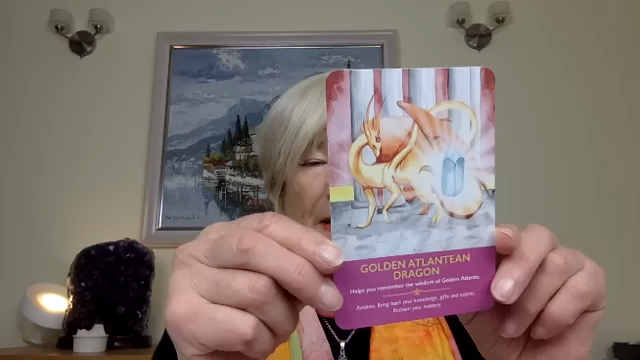 GOLDEN ATLANTEAN
DRAGON
Helps you remember the wisdom of Golden Atlantis.
Awaken. Bring back your knowledge, gifts and talents.
Reclaim your mastery.